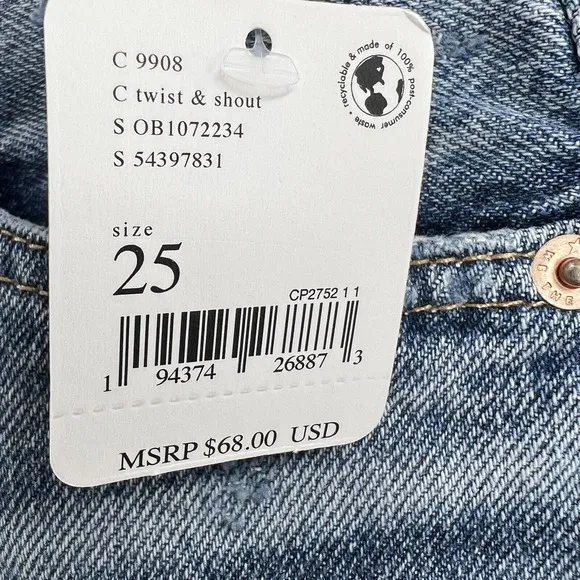 C 9908
C twist & shout
S OB1072234
S 54397831
recyclable & made of 100% post-consumer waste •
size
25
CP2752 1 1
1 94374 26887 3
MSRP $68.00 USD